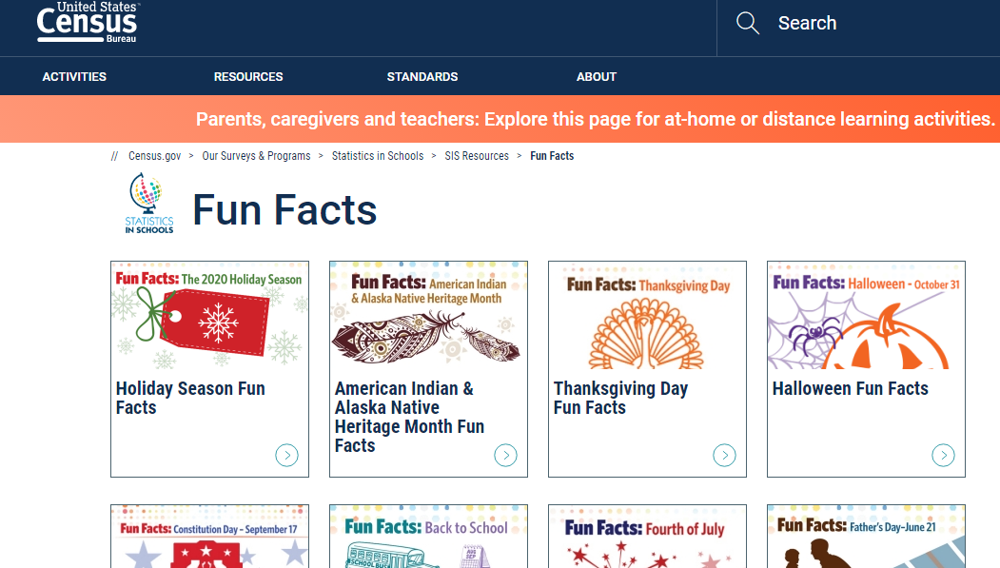 United States™
Census
Bureau
Search
ACTIVITIES RESOURCES STANDARDS ABOUT
Parents, caregivers and teachers: Explore this page for at-home or distance learning activities.
// Census.gov > Our Surveys & Programs > Statistics in Schools > SIS Resources > Fun Facts
STATISTICS
IN SCHOOLS
Fun Facts
Fun Facts: The 2020 Holiday Season
Holiday Season Fun
Facts
Fun Facts: American Indian
& Alaska Native Heritage Month
American Indian &
Alaska Native
Heritage Month Fun
Facts
Fun Facts: Thanksgiving Day
Thanksgiving Day
Fun Facts
Fun Facts: Halloween - October 31
Halloween Fun Facts
Fun Facts: Constitution Day – September 17
Fun Facts: Back to School
AUG
SEP
SCHOOL BUS
Fun Facts: Fourth of July
Fun Facts: Father's Day–June 21